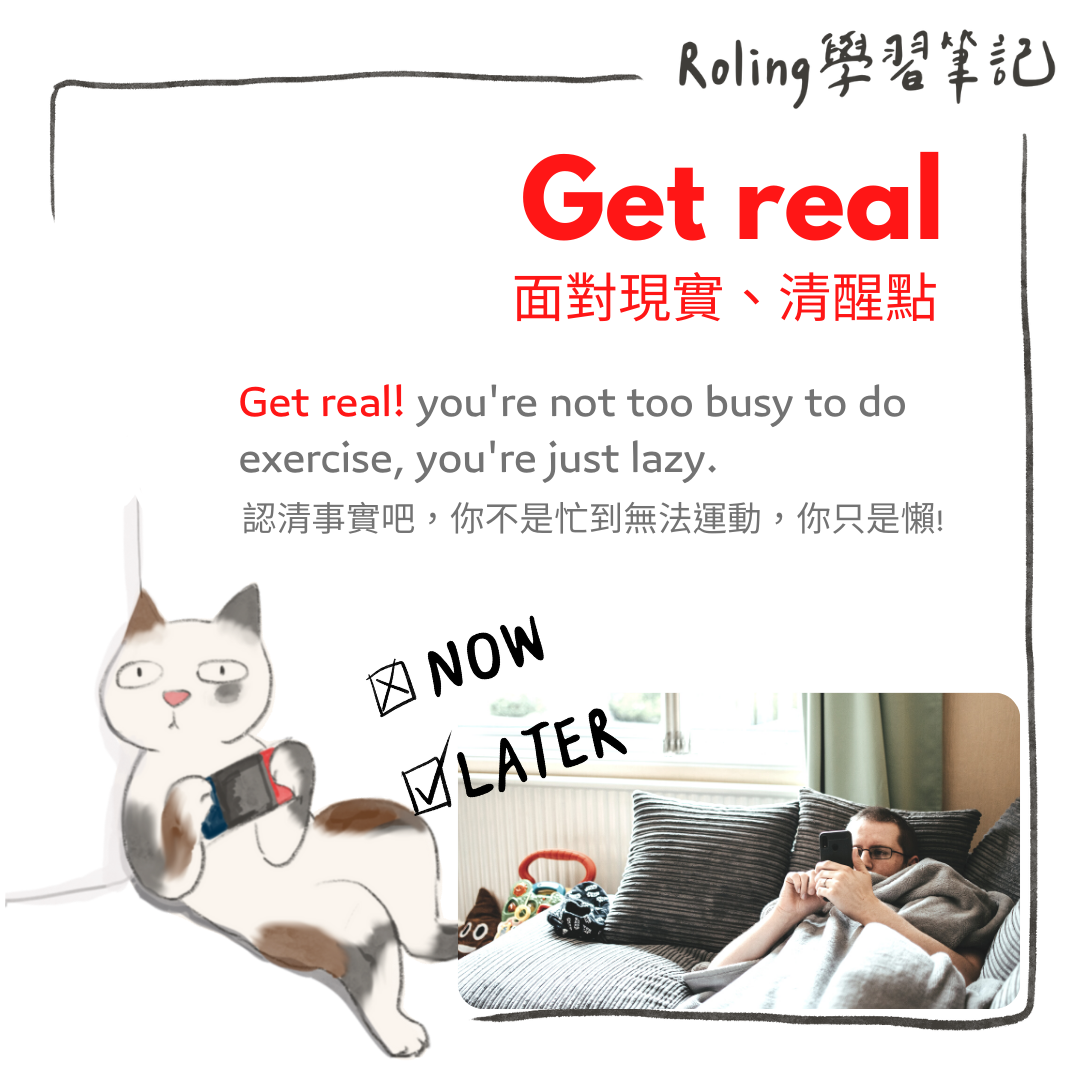 Roling學習筆記
Get real
面對現實、清醒點
Get real! you're not too busy to do
exercise, you're just lazy.
認清事實吧，你不是忙到無法運動，你只是懶!
NOW
LATER